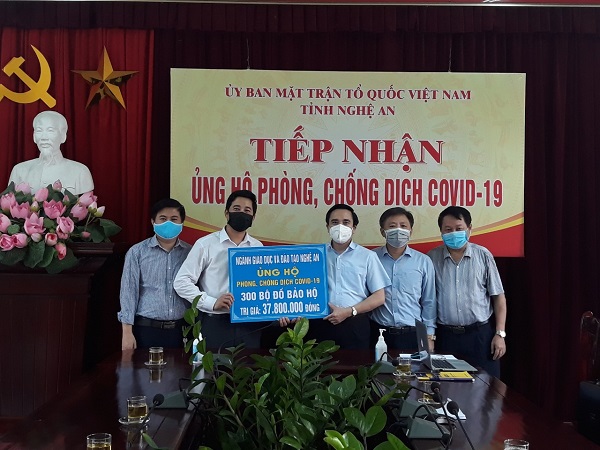 ỦY BAN MẶT TRẬN TỔ QUỐC VIỆT NAM
TỈNH NGHỆ AN
TIẾP NHẬN
ỦNG HỘ PHÒNG, CHỐNG DỊCH COVID-19
NGÀNH GIÁO DỤC VÀ ĐÀO TẠO NGHỆ AN
ỦNG HỘ
PHÒNG, CHỐNG DỊCH COVID-19
300 BỘ ĐỒ BẢO HỘ
TRỊ GIÁ: 37.800.000 ĐỒNG